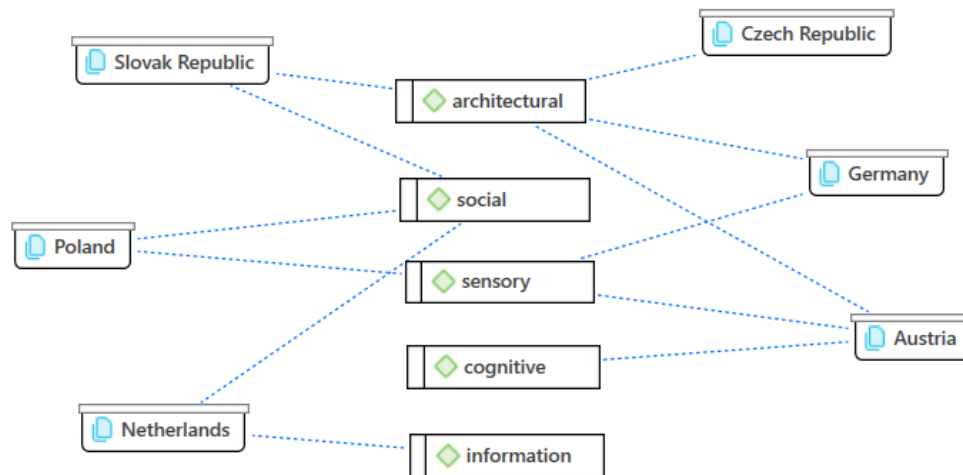 Czech Republic
Slovak Republic
architectural
Germany
social
Poland
sensory
Austria
cognitive
Netherlands
information